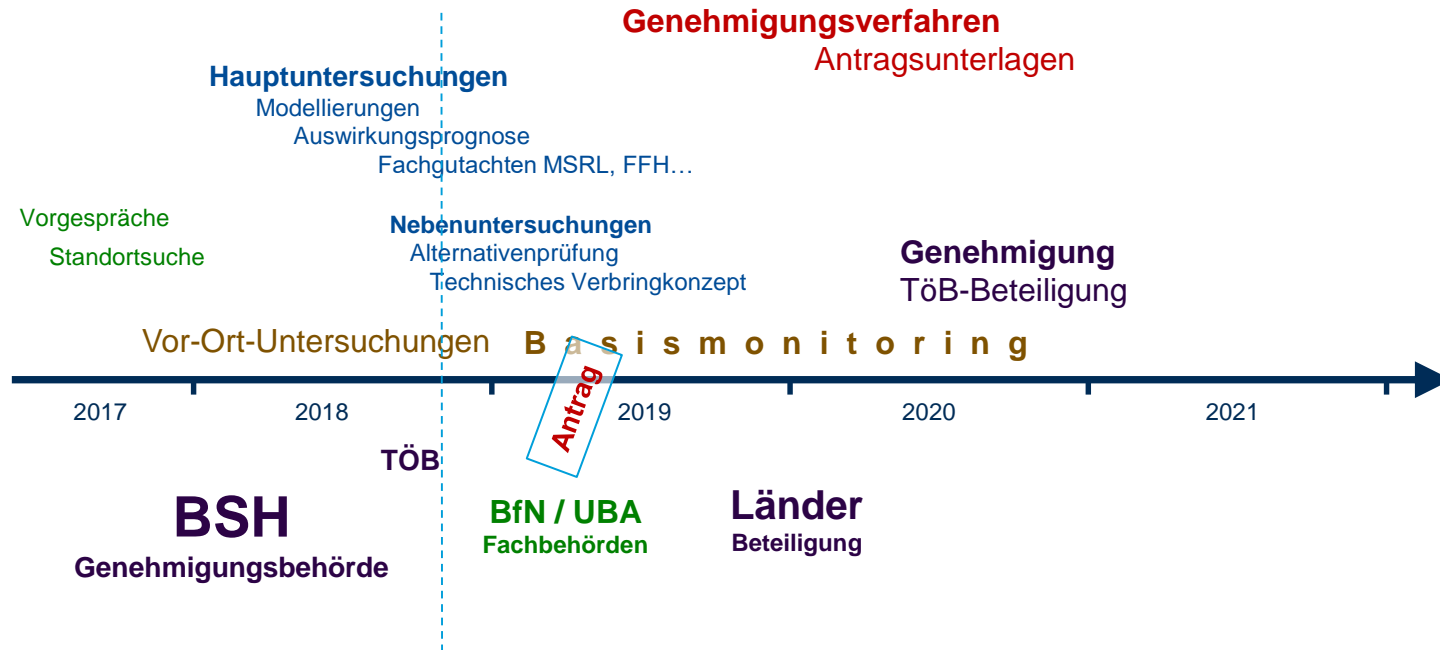 Genehmigungsverfahren
Antragsunterlagen
Hauptuntersuchungen
Modellierungen
Auswirkungsprognose
Fachgutachten MSRL, FFH…
Vorgespräche
Standortsuche
Nebenuntersuchungen
Alternativenprüfung
Technisches Verbringkonzept
Genehmigung
TöB-Beteiligung
Vor-Ort-Untersuchungen
Basismonitoring
Antrag
2017
2018
2019
2020
2021
TÖB
BSH
Genehmigungsbehörde
BfN / UBA
Fachbehörden
Länder
Beteiligung